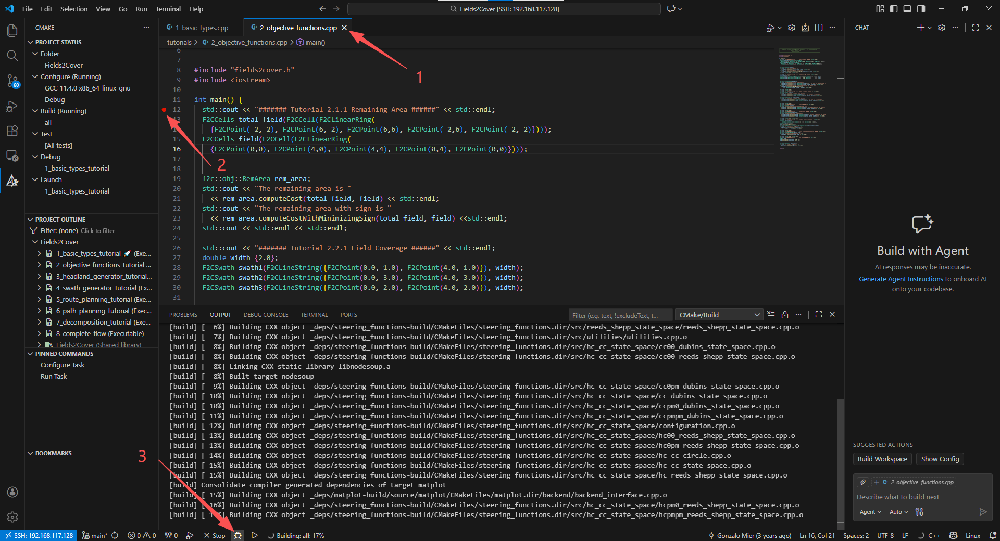 File Edit Selection View Go Run Terminal Help
Fields2Cover [SSH: 192.168.117.128]
CMAKE
PROJECT STATUS
Folder
Fields2Cover
Configure (Running)
GCC 11.4.0 x86_64-linux-gnu
Debug
Build (Running)
all
Test
[All tests]
Debug
1_basic_types_tutorial
Launch
1_basic_types_tutorial
60
PROJECT OUTLINE
Filter: (none) Click to filter
Fields2Cover
1_basic_types_tutorial 🚀 (Exe...
2_objective_functions_tutorial ...
3_headland_generator_tutorial...
4_swath_generator_tutorial (Ex...
5_route_planning_tutorial (Exe...
6_path_planning_tutorial (Exec...
7_decomposition_tutorial (Exe...
8_complete_flow (Executable)
Fields2Cover (Shared library)
PINNED COMMANDS
Configure Task
Run Task
BOOKMARKS
1_basic_types.cpp 2_objective_functions.cpp
tutorials > 2_objective_functions.cpp > main()
6
7
8 #include "fields2cover.h"
9 #include <iostream>
10
11 int main() {
12 std::cout << "####### Tutorial 2.1.1 Remaining Area ######" << std::endl;
13 F2CCells total_field(F2CCell(F2CLinearRing(
{F2CPoint(-2,-2), F2CPoint(6,-2), F2CPoint(6,6), F2CPoint(-2,6), F2CPoint(-2,-2)})));
15 F2CCells field(F2CCell(F2CLinearRing(
16 {F2CPoint(0,0), F2CPoint(4,0), F2CPoint(4,4), F2CPoint(0,4), F2CPoint(0,0)})));
17
18
19 f2c::obj::RemArea rem_area;
20 std::cout << "The remaining area is "
21 << rem_area.computeCost(total_field, field) << std::endl;
22 std::cout << "The remaining area with sign is "
23 << rem_area.computeCostWithMinimizingSign(total_field, field) <<std::endl;
24 std::cout << std::endl << std::endl;
25
26 std::cout << "####### Tutorial 2.2.1 Field Coverage ######" << std::endl;
27 double width {2.0};
28 F2CSwath swath1(F2CLineString({F2CPoint(0.0, 1.0), F2CPoint(4.0, 1.0)}), width);
29 F2CSwath swath2(F2CLineString({F2CPoint(0.0, 3.0), F2CPoint(4.0, 3.0)}), width);
30 F2CSwath swath3(F2CLineString({F2CPoint(0.0, 2.0), F2CPoint(4.0, 2.0)}), width);
31
1
2
3
PROBLEMS OUTPUT DEBUG CONSOLE TERMINAL PORTS
Filter (e.g. text, !excludeText, t...
CMake/Build
[build] [  6%] Building CXX object _deps/steering_functions-build/CMakeFiles/steering_functions.dir/src/reeds_shepp_state_space/reeds_shepp_state_space.cpp.o
[build] [  7%] Building CXX object _deps/steering_functions-build/CMakeFiles/steering_functions.dir/src/utilities/utilities.cpp.o
[build] [  8%] Building CXX object _deps/steering_functions-build/CMakeFiles/steering_functions.dir/src/hc_cc_state_space/cc00_dubins_state_space.cpp.o
[build] [  8%] Building CXX object _deps/steering_functions-build/CMakeFiles/steering_functions.dir/src/hc_cc_state_space/cc00_reeds_shepp_state_space.cpp.o
[build] [  8%] Linking CXX static library libnodesoup.a
[build] [  8%] Built target nodesoup
[build] [  9%] Building CXX object _deps/steering_functions-build/CMakeFiles/steering_functions.dir/src/hc_cc_state_space/cc0pm_dubins_state_space.cpp.o
[build] [ 10%] Building CXX object _deps/steering_functions-build/CMakeFiles/steering_functions.dir/src/hc_cc_state_space/cc_dubins_state_space.cpp.o
[build] [ 10%] Building CXX object _deps/steering_functions-build/CMakeFiles/steering_functions.dir/src/hc_cc_state_space/ccpm0_dubins_state_space.cpp.o
[build] [ 11%] Building CXX object _deps/steering_functions-build/CMakeFiles/steering_functions.dir/src/hc_cc_state_space/ccpmpm_dubins_state_space.cpp.o
[build] [ 12%] Building CXX object _deps/steering_functions-build/CMakeFiles/steering_functions.dir/src/hc_cc_state_space/configuration.cpp.o
[build] [ 13%] Building CXX object _deps/steering_functions-build/CMakeFiles/steering_functions.dir/src/hc_cc_state_space/hc00_reeds_shepp_state_space.cpp.o
[build] [ 13%] Building CXX object _deps/steering_functions-build/CMakeFiles/steering_functions.dir/src/hc_cc_state_space/hc0pm_reeds_shepp_state_space.cpp.o
[build] [ 14%] Building CXX object _deps/steering_functions-build/CMakeFiles/steering_functions.dir/src/hc_cc_state_space/hc_cc_circle.cpp.o
[build] [ 15%] Building CXX object _deps/steering_functions-build/CMakeFiles/steering_functions.dir/src/hc_cc_state_space/hc_cc_state_space.cpp.o
[build] [ 15%] Building CXX object _deps/steering_functions-build/CMakeFiles/steering_functions.dir/src/hc_cc_state_space/hc_reeds_shepp_state_space.cpp.o
[build] Consolidate compiler generated dependencies of target matplot
[build] [ 15%] Building CXX object _deps/matplot-build/source/matplot/CMakeFiles/matplot.dir/backend/backend_interface.cpp.o
[build] [ 16%] Building CXX object _deps/steering_functions-build/CMakeFiles/steering_functions.dir/src/hc_cc_state_space/hcpm0_reeds_shepp_state_space.cpp.o
[build] [ 17%] Building CXX object _deps/steering_functions-build/CMakeFiles/steering_functions.dir/src/hc_cc_state_space/hcpmpm_reeds_shepp_state_space.cpp.o
CHAT
Build with Agent
AI responses may be inaccurate.
Generate Agent Instructions to onboard AI
onto your codebase.
SUGGESTED ACTIONS
Build Workspace Show Config
2_objective_functions.cpp
Describe what to build next
Agent Auto
SSH: 192.168.117.128 main* 0 0 0 Stop Building: all: 17% Gonzalo Mier (3 years ago) Ln 16, Col 21 Spaces: 2 UTF-8 LF C++ Linux